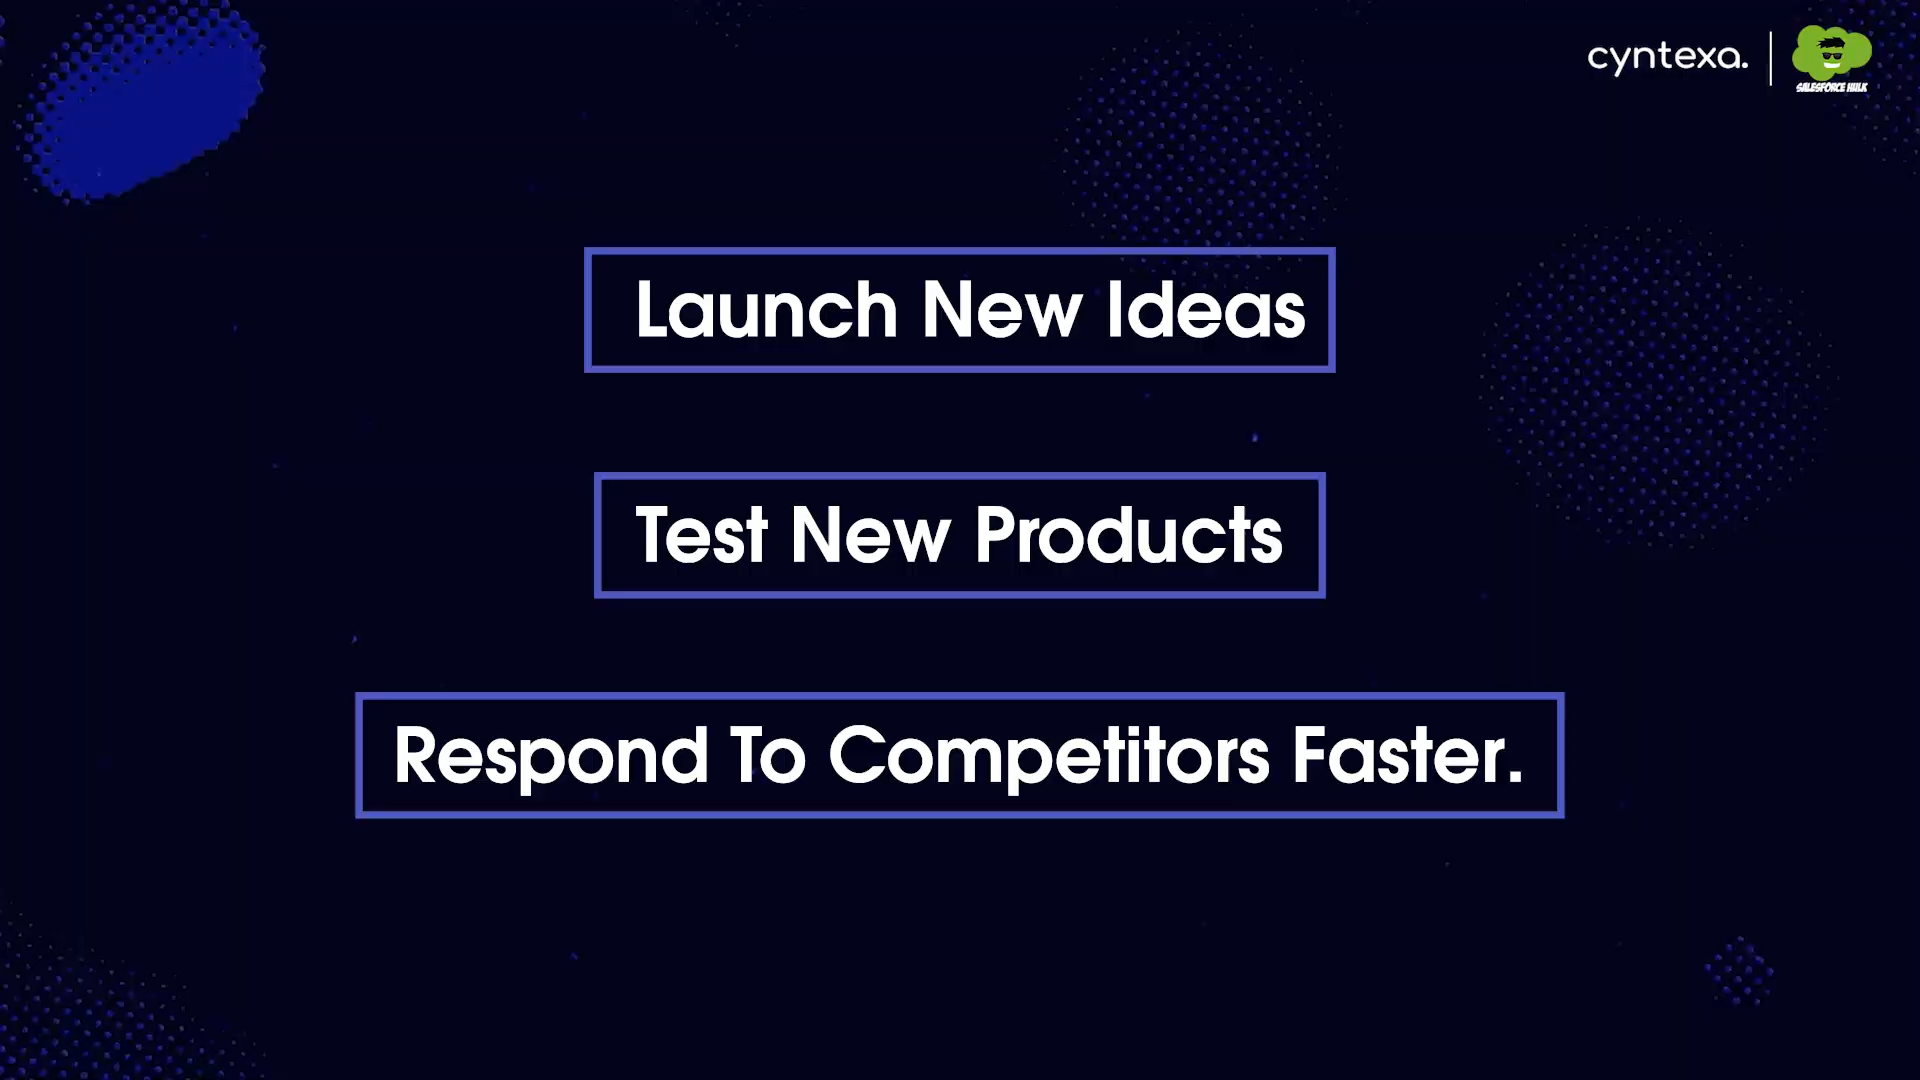 cyntexa.
SALESFORCE HULK
Launch New Ideas
Test New Products
Respond To Competitors Faster.